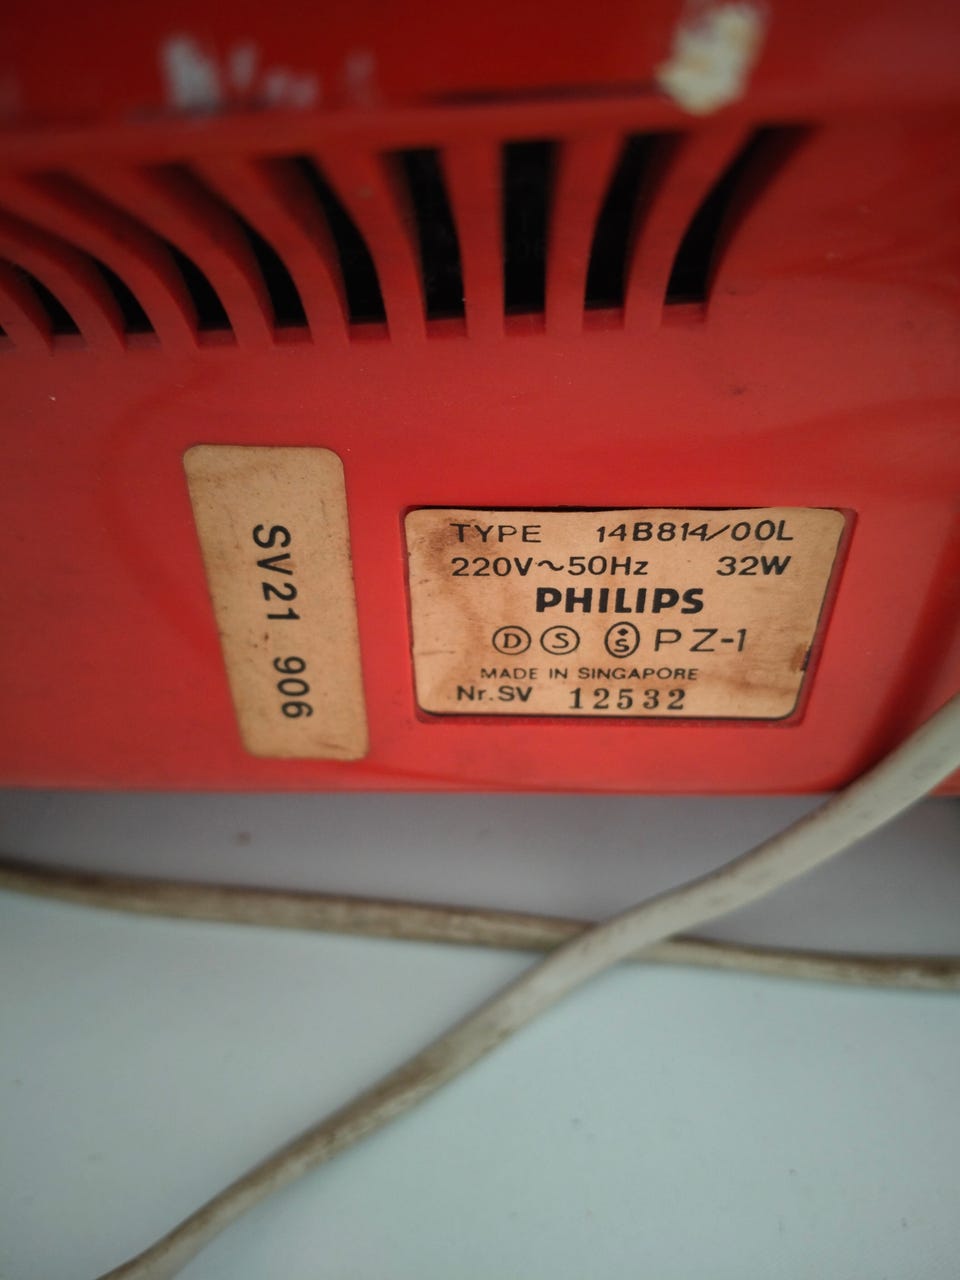 SV21 906
TYPE 14B814/00L
220V~50Hz 32W
PHILIPS
D S S PZ-1
MADE IN SINGAPORE
Nr.SV 12532